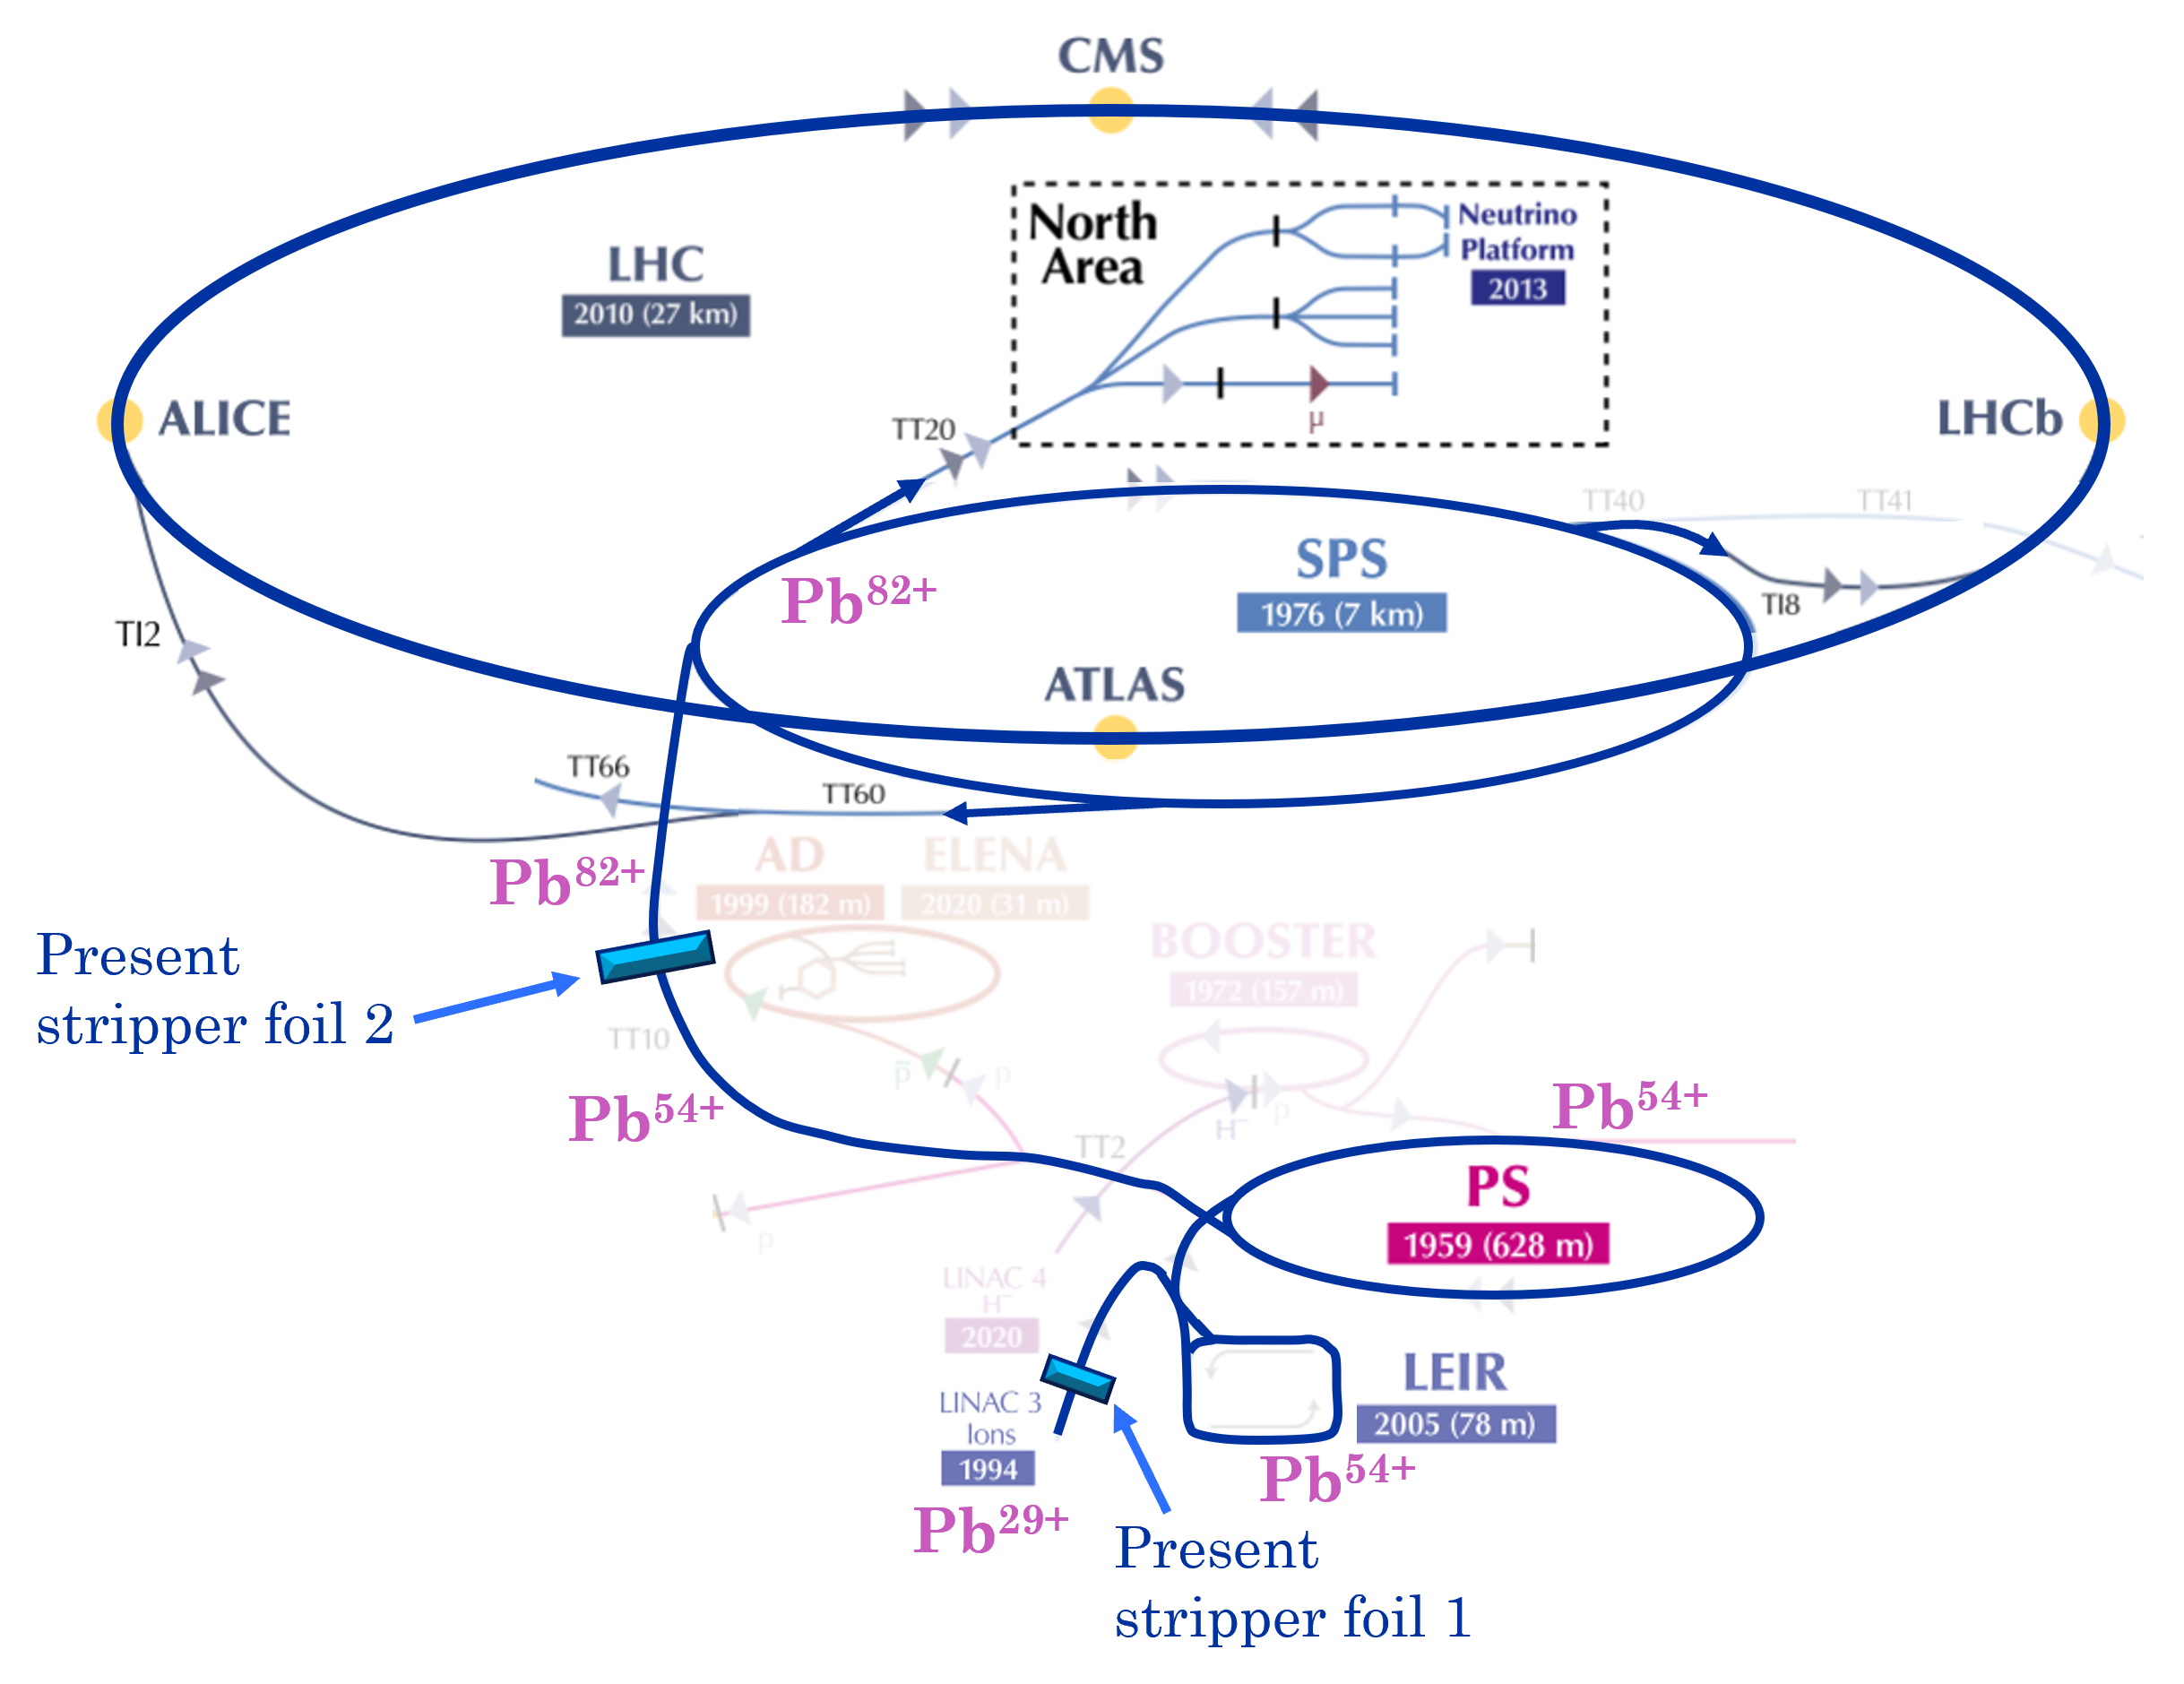 CMS
North
Area
Neutrino
Platform
2013
LHC
2010 (27 km)
μ
ALICE
LHCb
TT20
TT40
TT41
SPS
1976 (7 km)
Pb82+
TI8
TI2
ATLAS
TT66
TT60
AD
1999 (182 m)
ELENA
2020 (31 m)
Pb82+
BOOSTER
1972 (157 m)
Present
stripper foil 2
TT10
p̅
p
H⁻
p
Pb54+
Pb54+
TT2
PS
1959 (628 m)
p
LINAC 4
H⁻
2020
LEIR
2005 (78 m)
LINAC 3
Ions
1994
Pb54+
Pb29+
Present
stripper foil 1